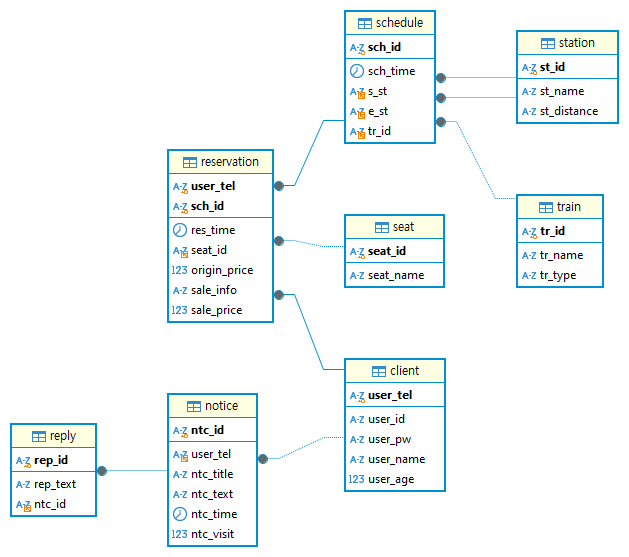 schedule
A-Z sch_id
sch_time
A-Z s_st
A-Z e_st
A-Z tr_id
station
A-Z st_id
A-Z st_name
A-Z st_distance
reservation
A-Z user_tel
A-Z sch_id
res_time
A-Z seat_id
123 origin_price
A-Z sale_info
123 sale_price
seat
A-Z seat_id
A-Z seat_name
train
A-Z tr_id
A-Z tr_name
A-Z tr_type
client
A-Z user_tel
A-Z user_id
A-Z user_pw
A-Z user_name
123 user_age
notice
A-Z ntc_id
A-Z user_tel
A-Z ntc_title
A-Z ntc_text
ntc_time
123 ntc_visit
reply
A-Z rep_id
A-Z rep_text
A-Z ntc_id